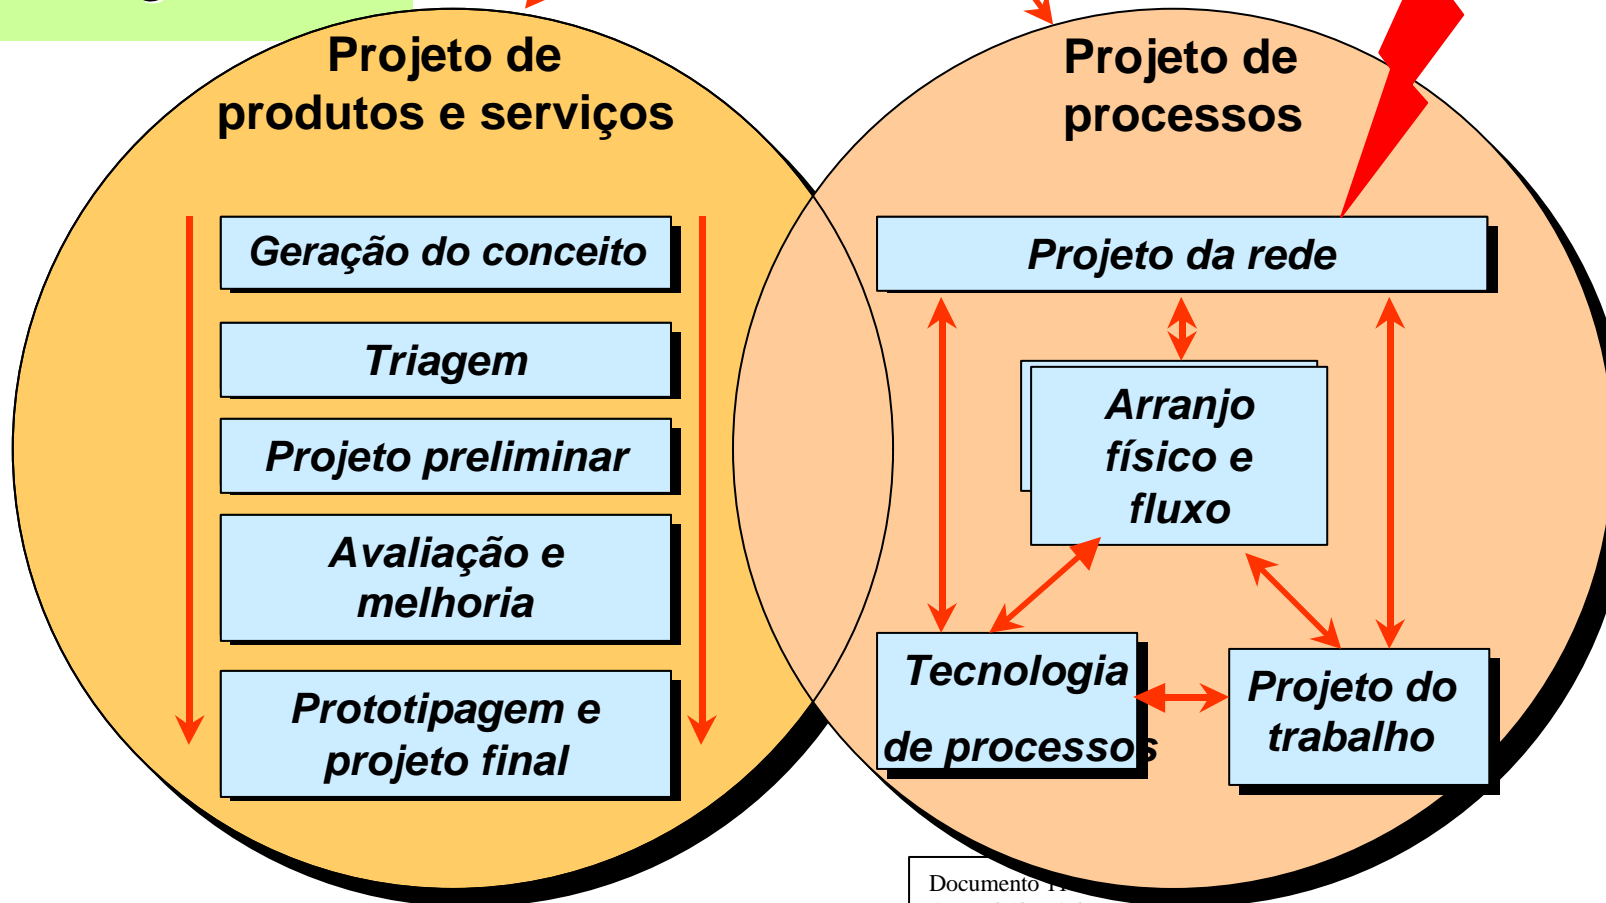 Projeto de
produtos e serviços
Geração do conceito
Triagem
Projeto preliminar
Avaliação e
melhoria
Prototipagem e
projeto final
Projeto de
processos
Projeto da rede
Arranjo
físico e
fluxo
Tecnologia
de processos
Projeto do
trabalho
Documento